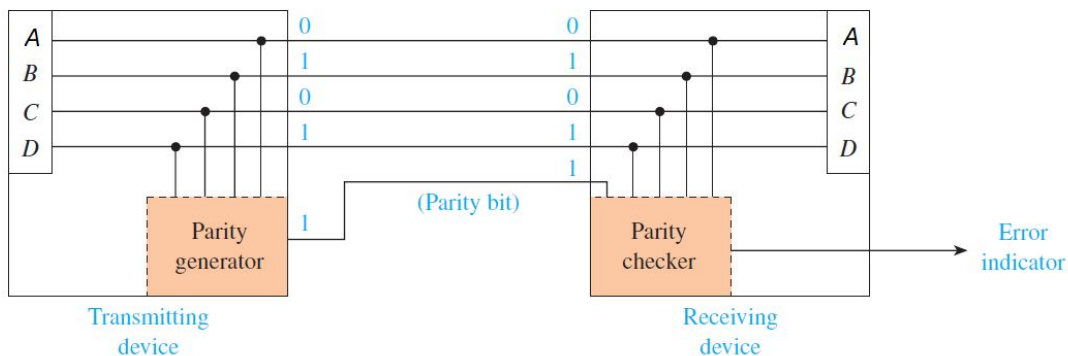 A 0 0 A
B 1 1 B
C 0 0 C
D 1 1 D
1
(Parity bit)
Parity
generator
1
Parity
checker
Error
indicator
Transmitting
device
Receiving
device